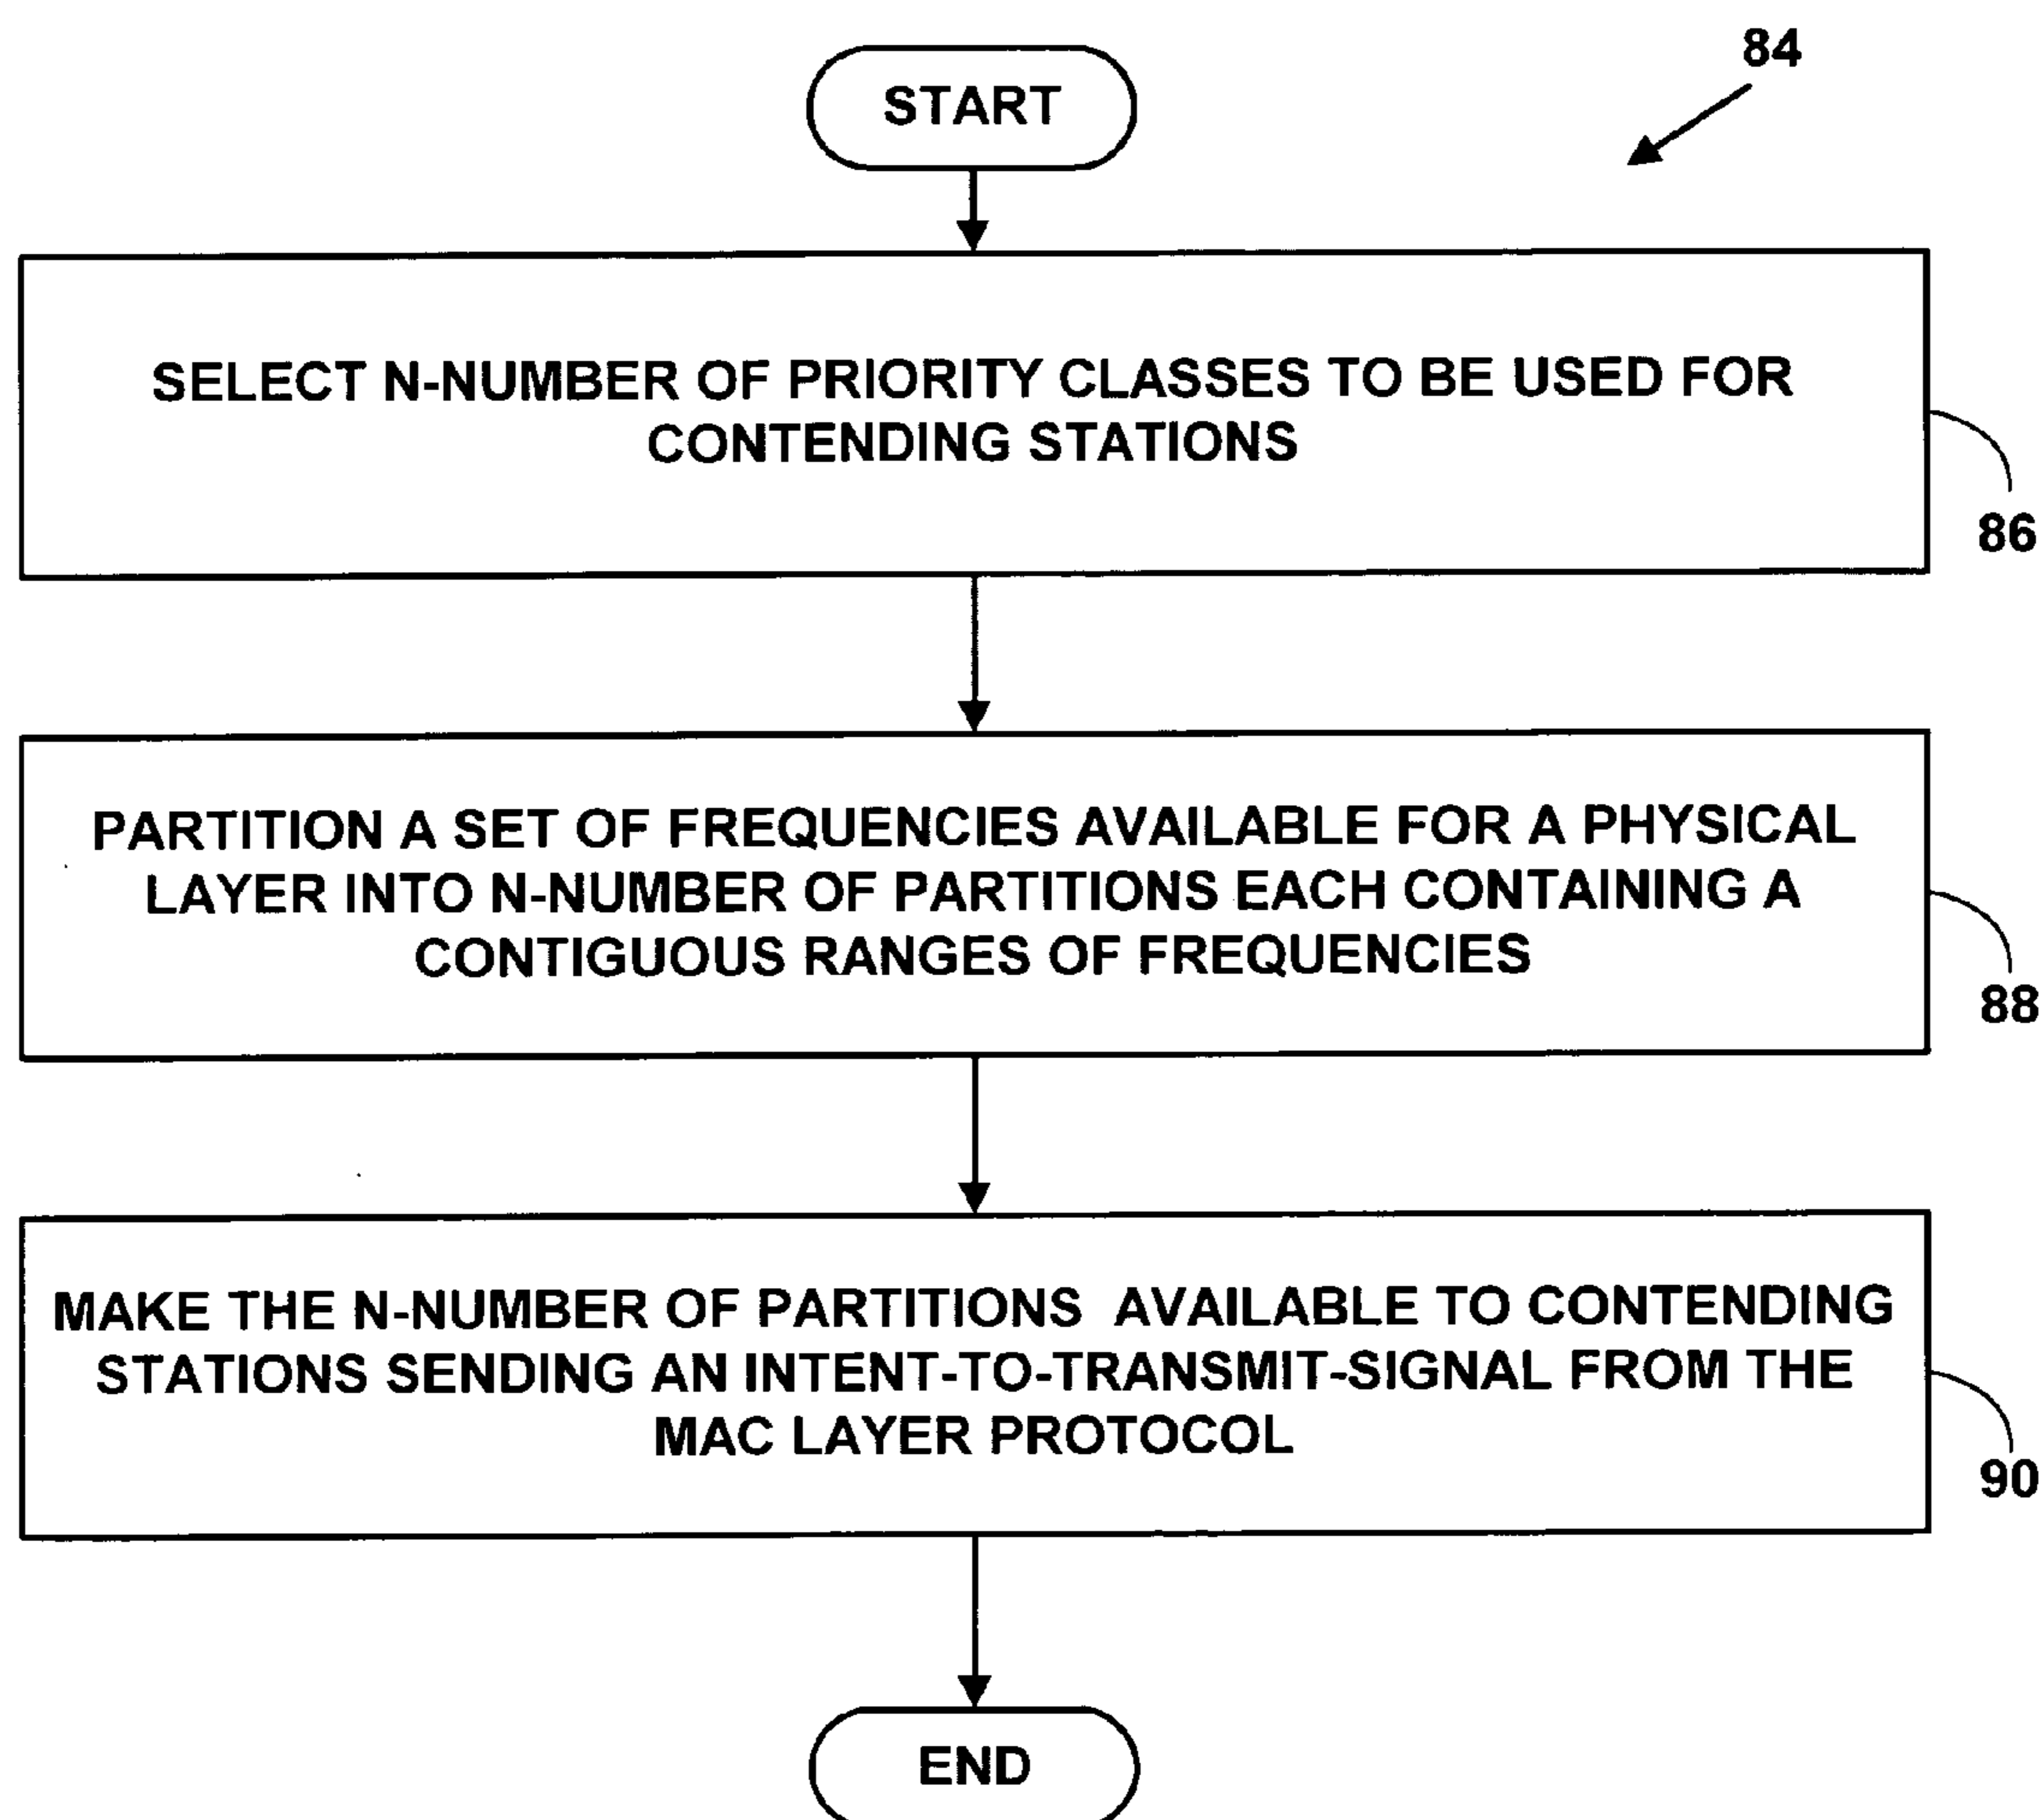 84
START
SELECT N-NUMBER OF PRIORITY CLASSES TO BE USED FOR
CONTENDING STATIONS
86
PARTITION A SET OF FREQUENCIES AVAILABLE FOR A PHYSICAL
LAYER INTO N-NUMBER OF PARTITIONS EACH CONTAINING A
CONTIGUOUS RANGES OF FREQUENCIES
88
MAKE THE N-NUMBER OF PARTITIONS AVAILABLE TO CONTENDING
STATIONS SENDING AN INTENT-TO-TRANSMIT-SIGNAL FROM THE
MAC LAYER PROTOCOL
90
END